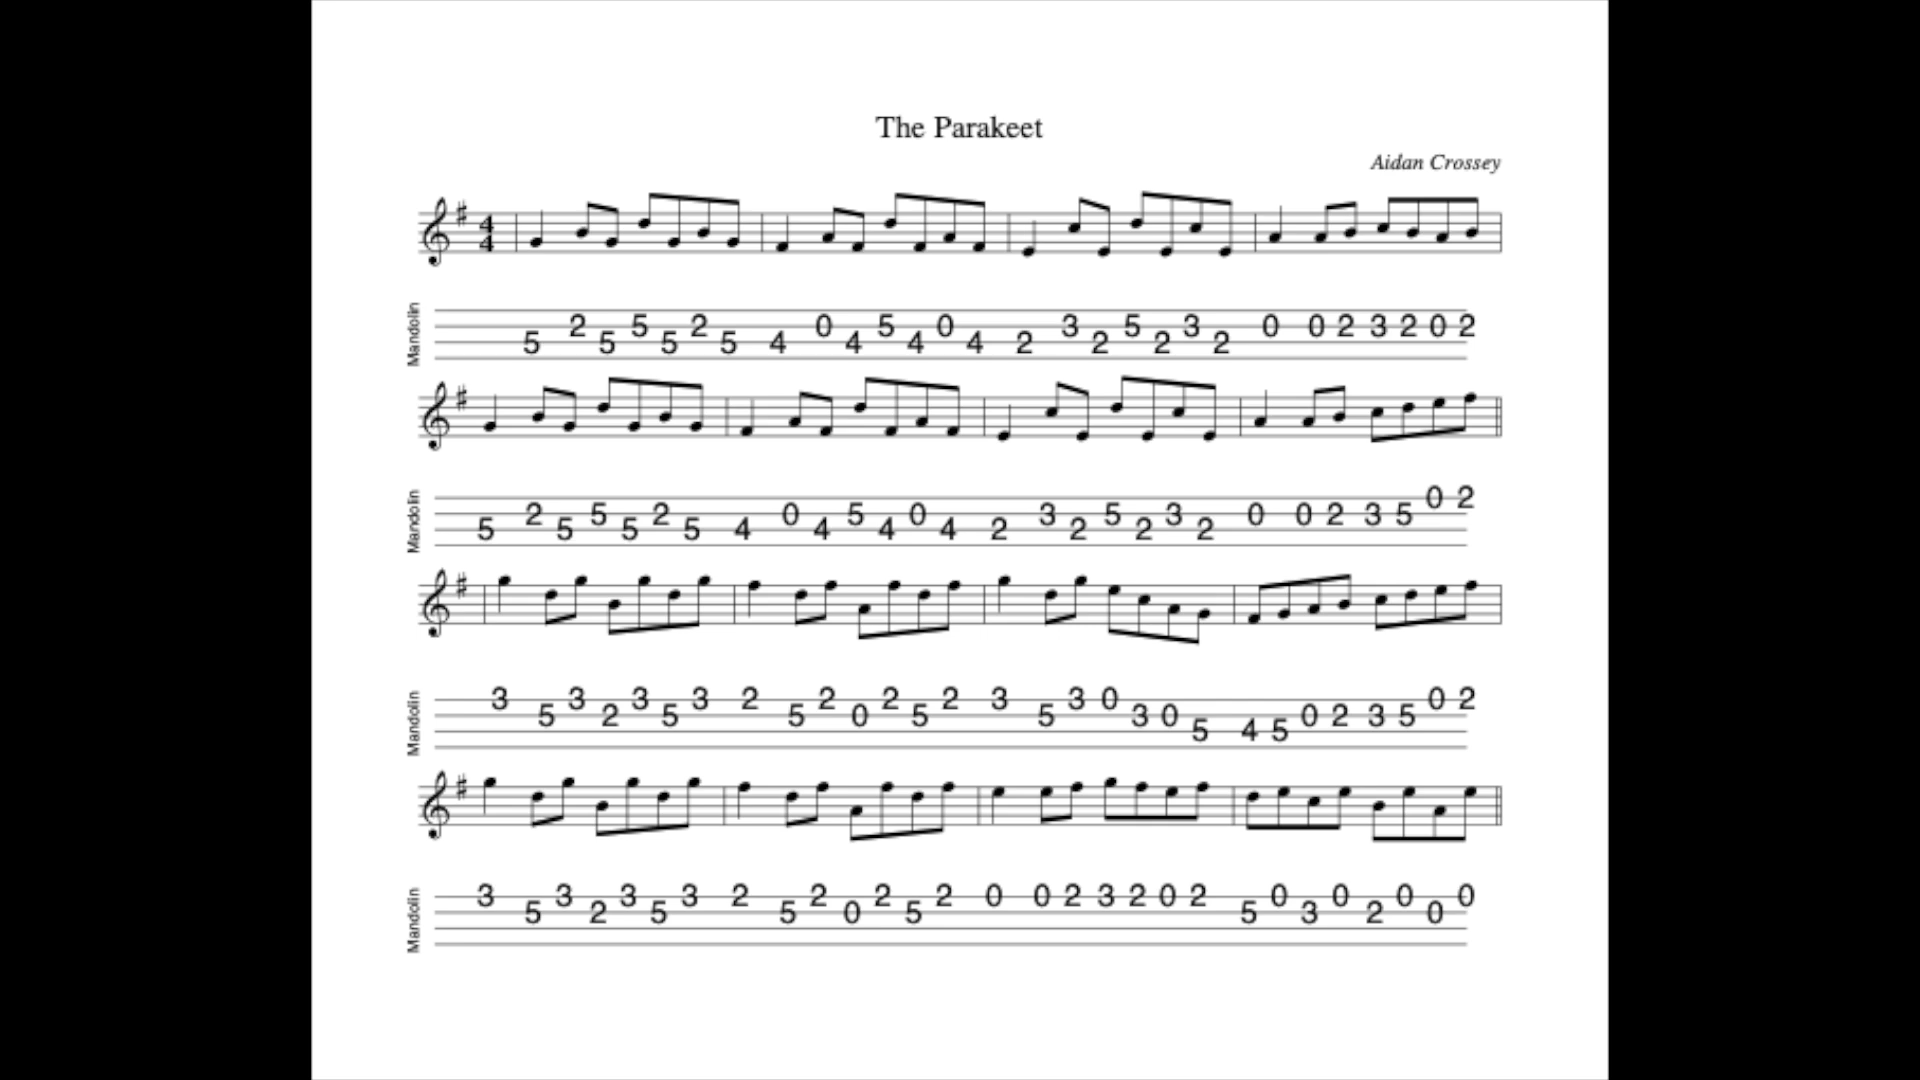 The Parakeet
Aidan Crossey
4
4
Mandolin
5 2 5 5 5 2 5 4 0 4 5 4 0 4 2 3 2 5 2 3 2 0 0 2 3 2 0 2
Mandolin
5 2 5 5 5 2 5 4 0 4 5 4 0 4 2 3 2 5 2 3 2 0 0 2 3 5 0 2
Mandolin
3 5 3 2 3 5 3 2 5 2 0 2 5 2 3 5 3 0 3 0 5 4 5 0 2 3 5 0 2
Mandolin
3 5 3 2 3 5 3 2 5 2 0 2 5 2 0 0 2 3 2 0 2 5 0 3 0 2 0 0 0